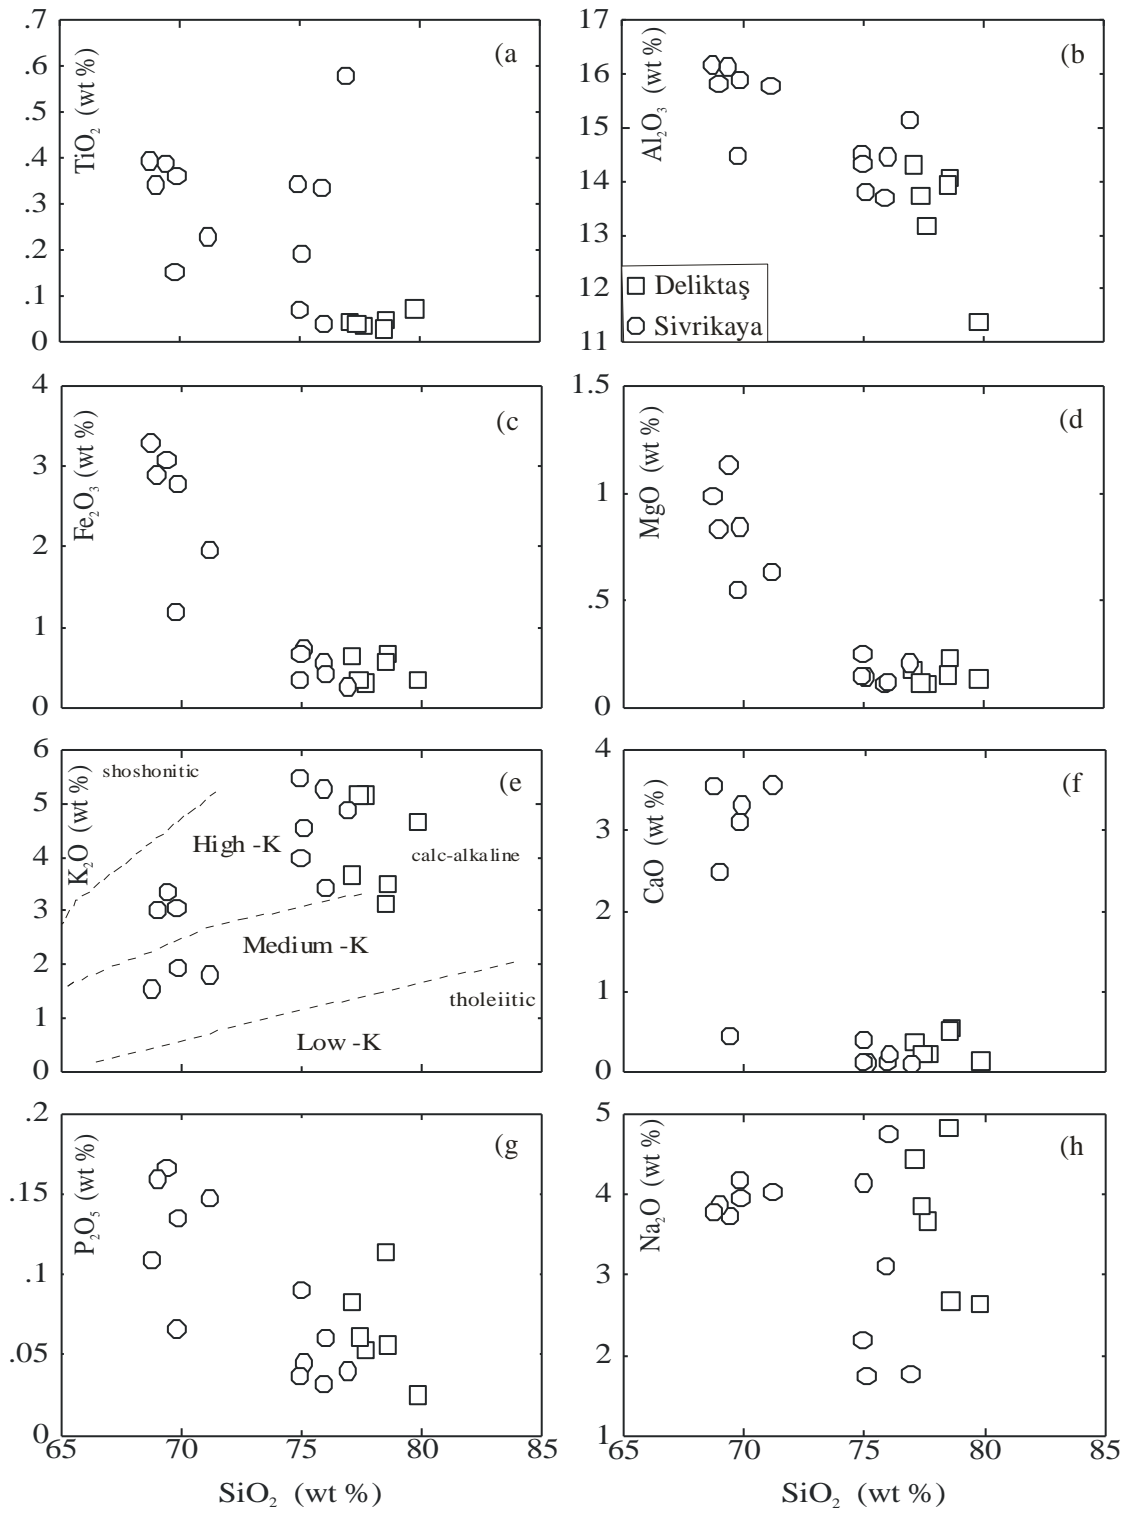 .7
.6
.5
.4
.3
.2
.1
0
TiO₂ (wt %)
(a
17
16
15
14
13
12
11
Al₂O₃ (wt %)
(b
Deliktaş
Sivrikaya
4
3
2
1
0
Fe₂O₃ (wt %)
(c
1.5
1
.5
0
MgO (wt %)
(d
6
5
4
3
2
1
0
K₂O (wt %)
(e
shoshonitic
High -K
calc-alkaline
Medium -K
tholeiitic
Low -K
4
3
2
1
0
CaO (wt %)
(f
.2
.15
.1
.05
0
P₂O₅ (wt %)
(g
65 70 75 80 85
SiO₂ (wt %)
5
4
3
2
1
Na₂O (wt %)
(h
65 70 75 80 85
SiO₂ (wt %)